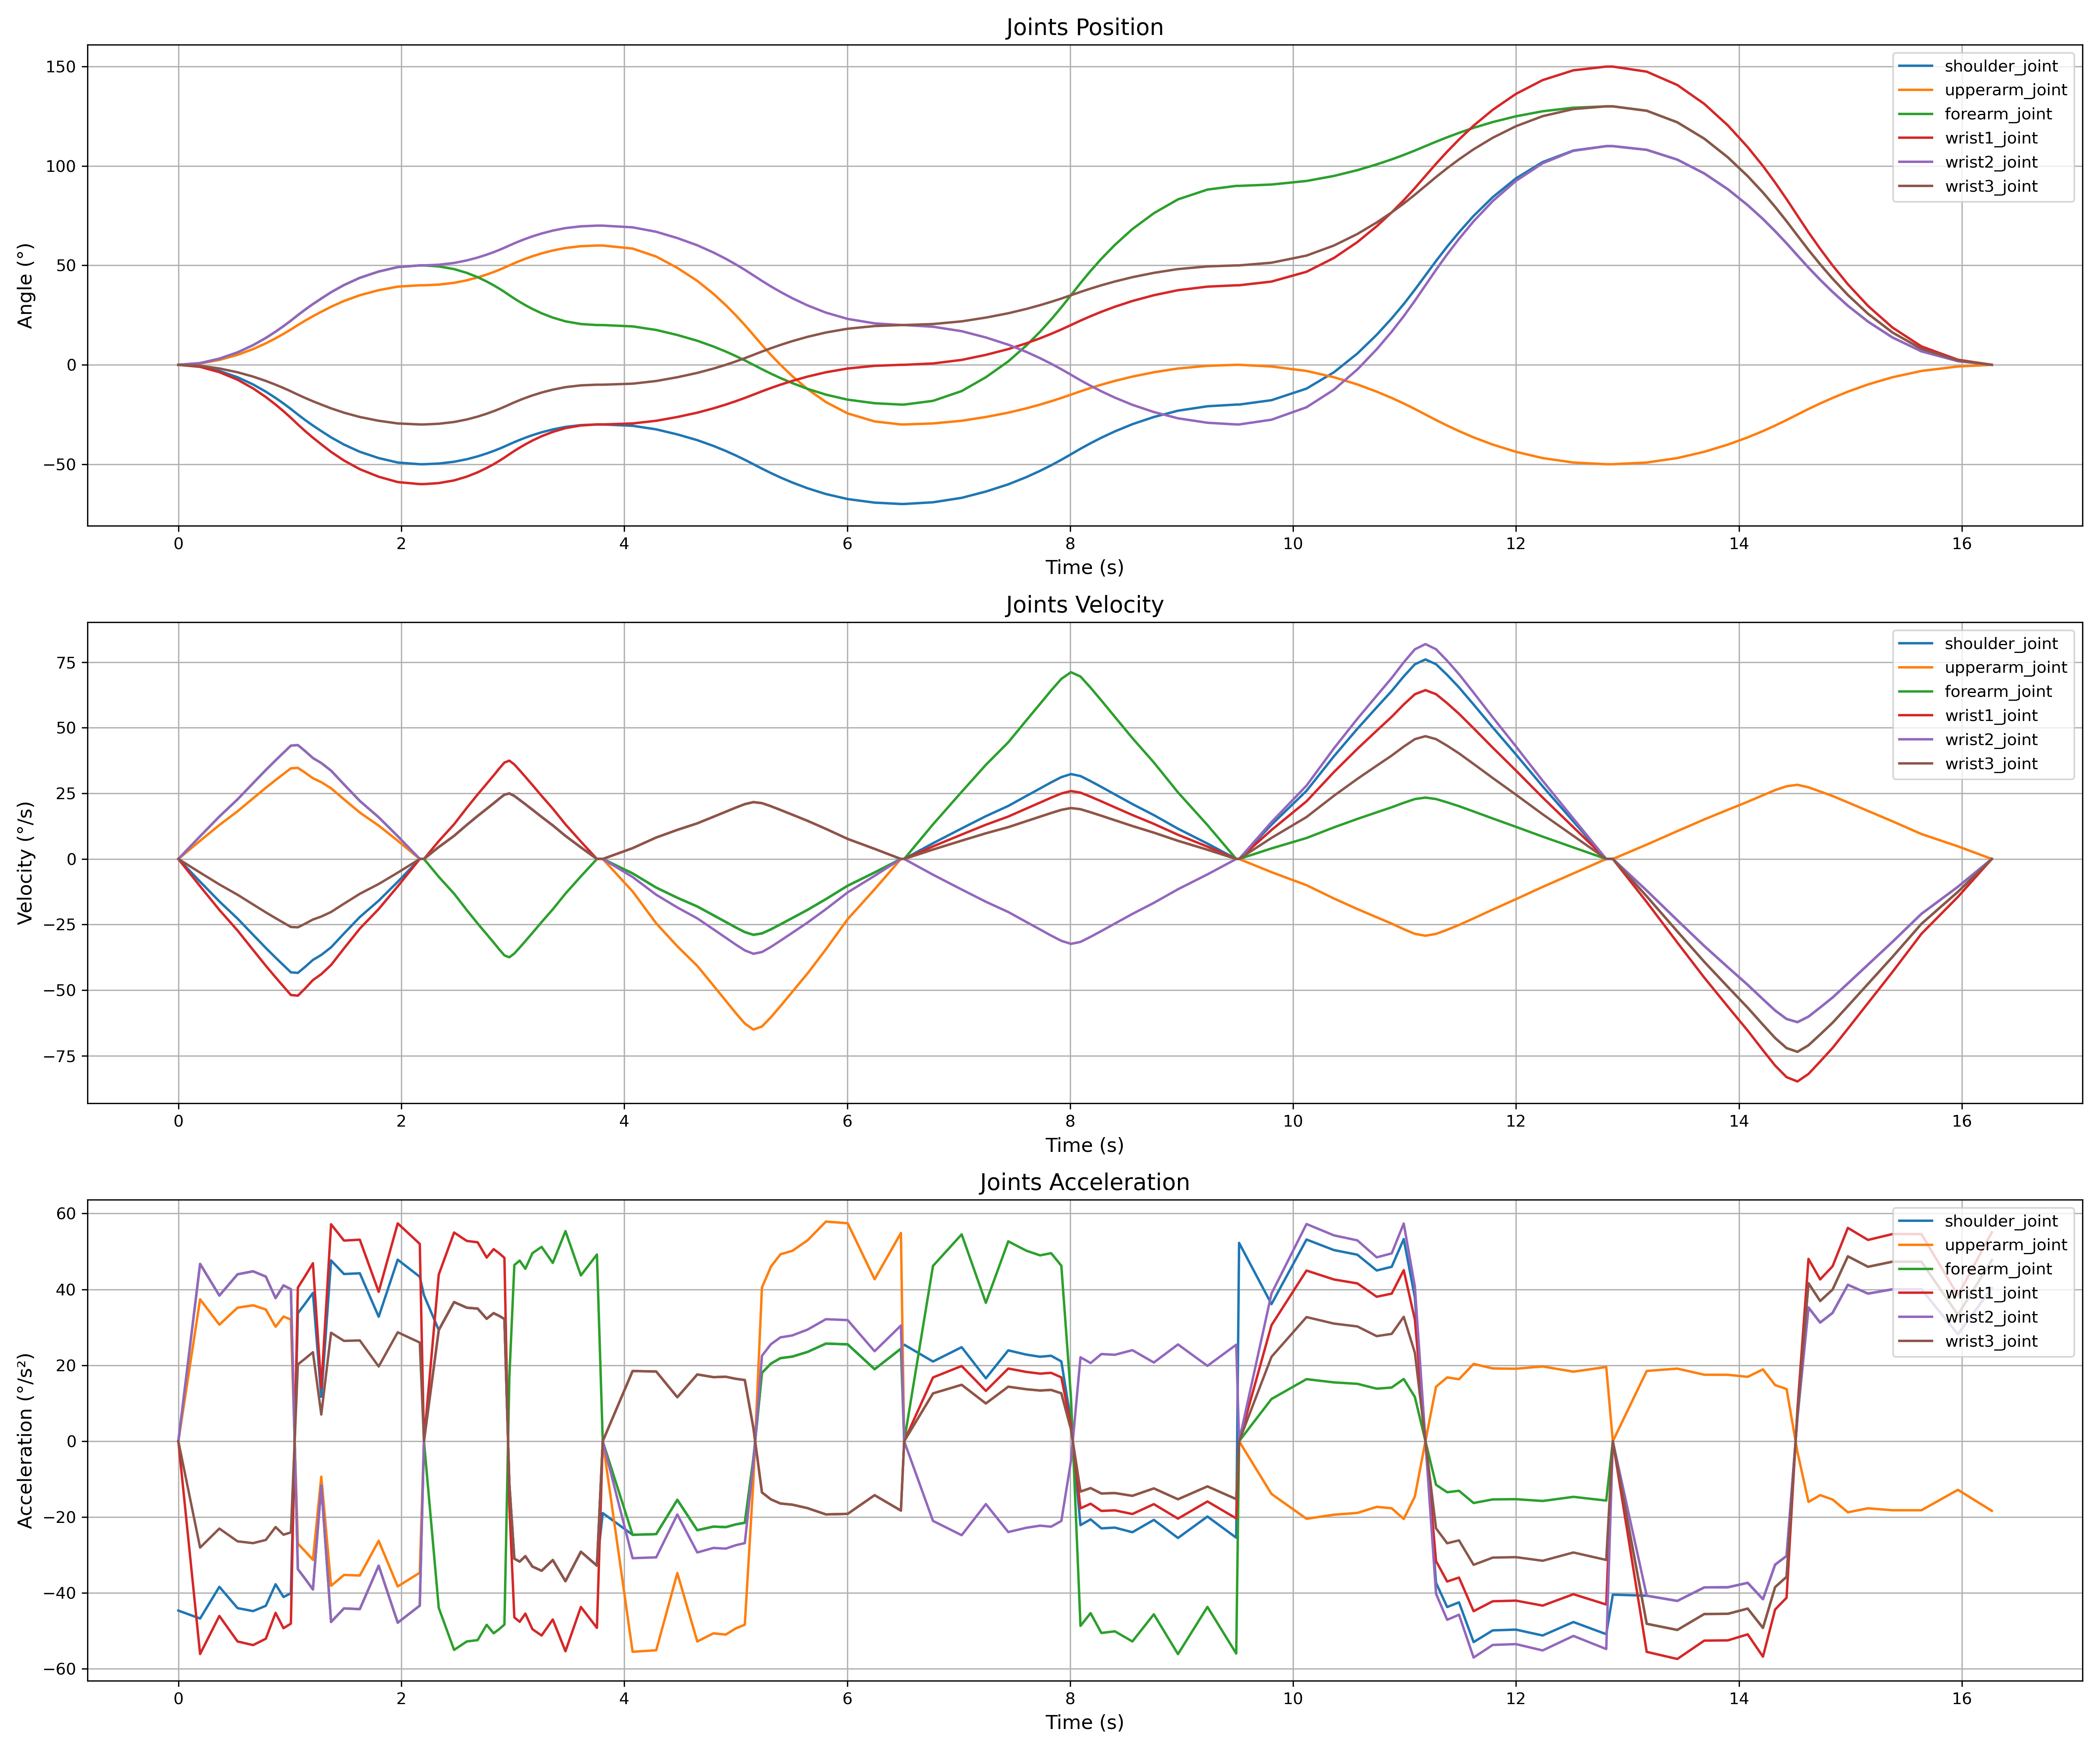 Joints Position
150
100
50
0
−50
Angle (°)
shoulder_joint
upperarm_joint
forearm_joint
wrist1_joint
wrist2_joint
wrist3_joint
0 2 4 6 8 10 12 14 16
Time (s)
Joints Velocity
75
50
25
0
−25
−50
−75
Velocity (°/s)
shoulder_joint
upperarm_joint
forearm_joint
wrist1_joint
wrist2_joint
wrist3_joint
0 2 4 6 8 10 12 14 16
Time (s)
Joints Acceleration
60
40
20
0
−20
−40
−60
Acceleration (°/s²)
shoulder_joint
upperarm_joint
forearm_joint
wrist1_joint
wrist2_joint
wrist3_joint
0 2 4 6 8 10 12 14 16
Time (s)